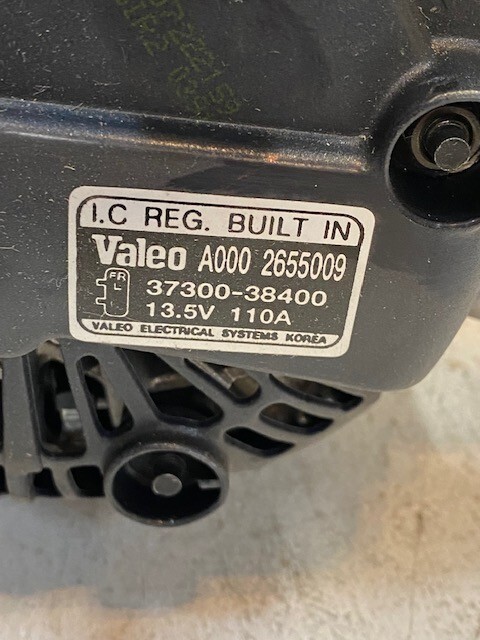 I.C REG. BUILT IN
Valeo A000 2655009
FR
L
37300-38400
13.5V 110A
VALEO ELECTRICAL SYSTEMS KOREA